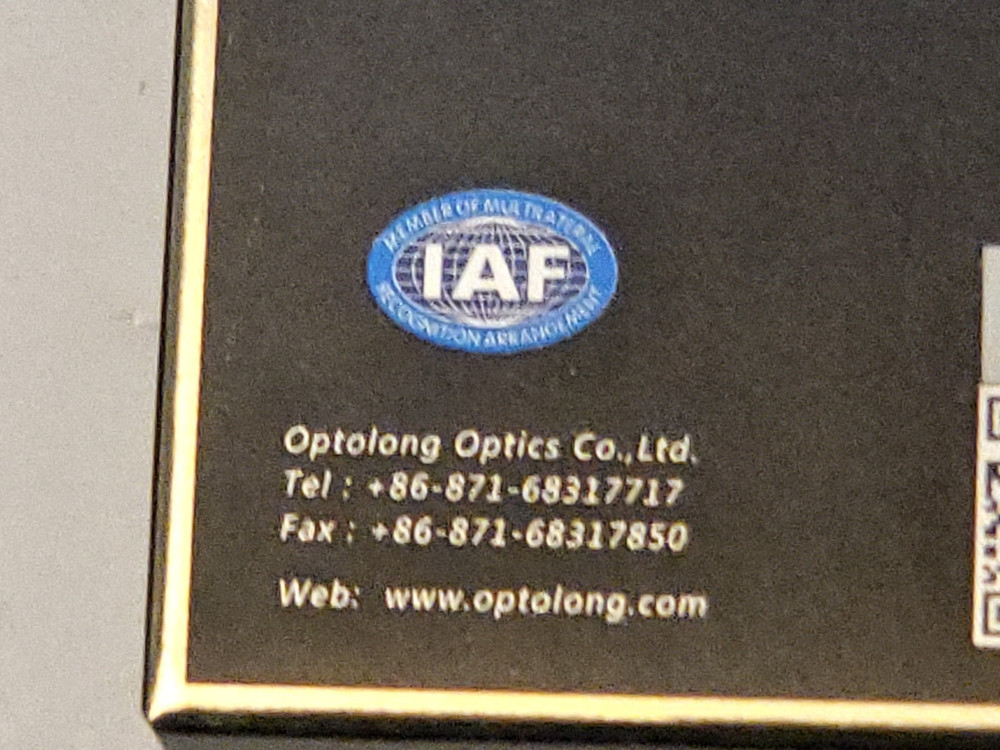 MEMBER OF MULTRATERAL
IAF
RECOGNITION ARRANGEMENT
Optolong Optics Co.,Ltd.
Tel : +86-871-68317717
Fax : +86-871-68317850
Web: www.optolong.com